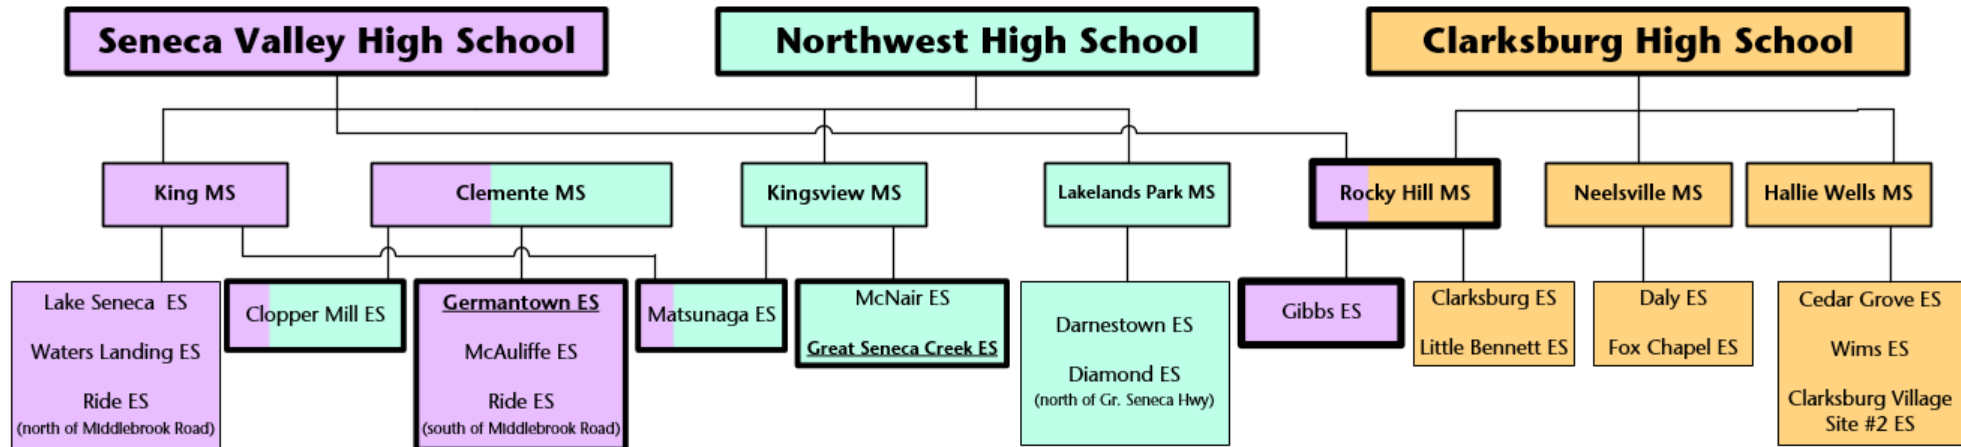 Seneca Valley High School
Northwest High School
Clarksburg High School
King MS
Clemente MS
Kingsview MS
Lakelands Park MS
Rocky Hill MS
Neelsville MS
Hallie Wells MS
Lake Seneca ES
Waters Landing ES
Ride ES
(north of Middlebrook Road)
Clopper Mill ES
Germantown ES
McAuliffe ES
Ride ES
(south of Middlebrook Road)
Matsunaga ES
McNair ES
Great Seneca Creek ES
Darnestown ES
Diamond ES
(north of Gr. Seneca Hwy)
Gibbs ES
Clarksburg ES
Little Bennett ES
Daly ES
Fox Chapel ES
Cedar Grove ES
Wims ES
Clarksburg Village
Site #2 ES